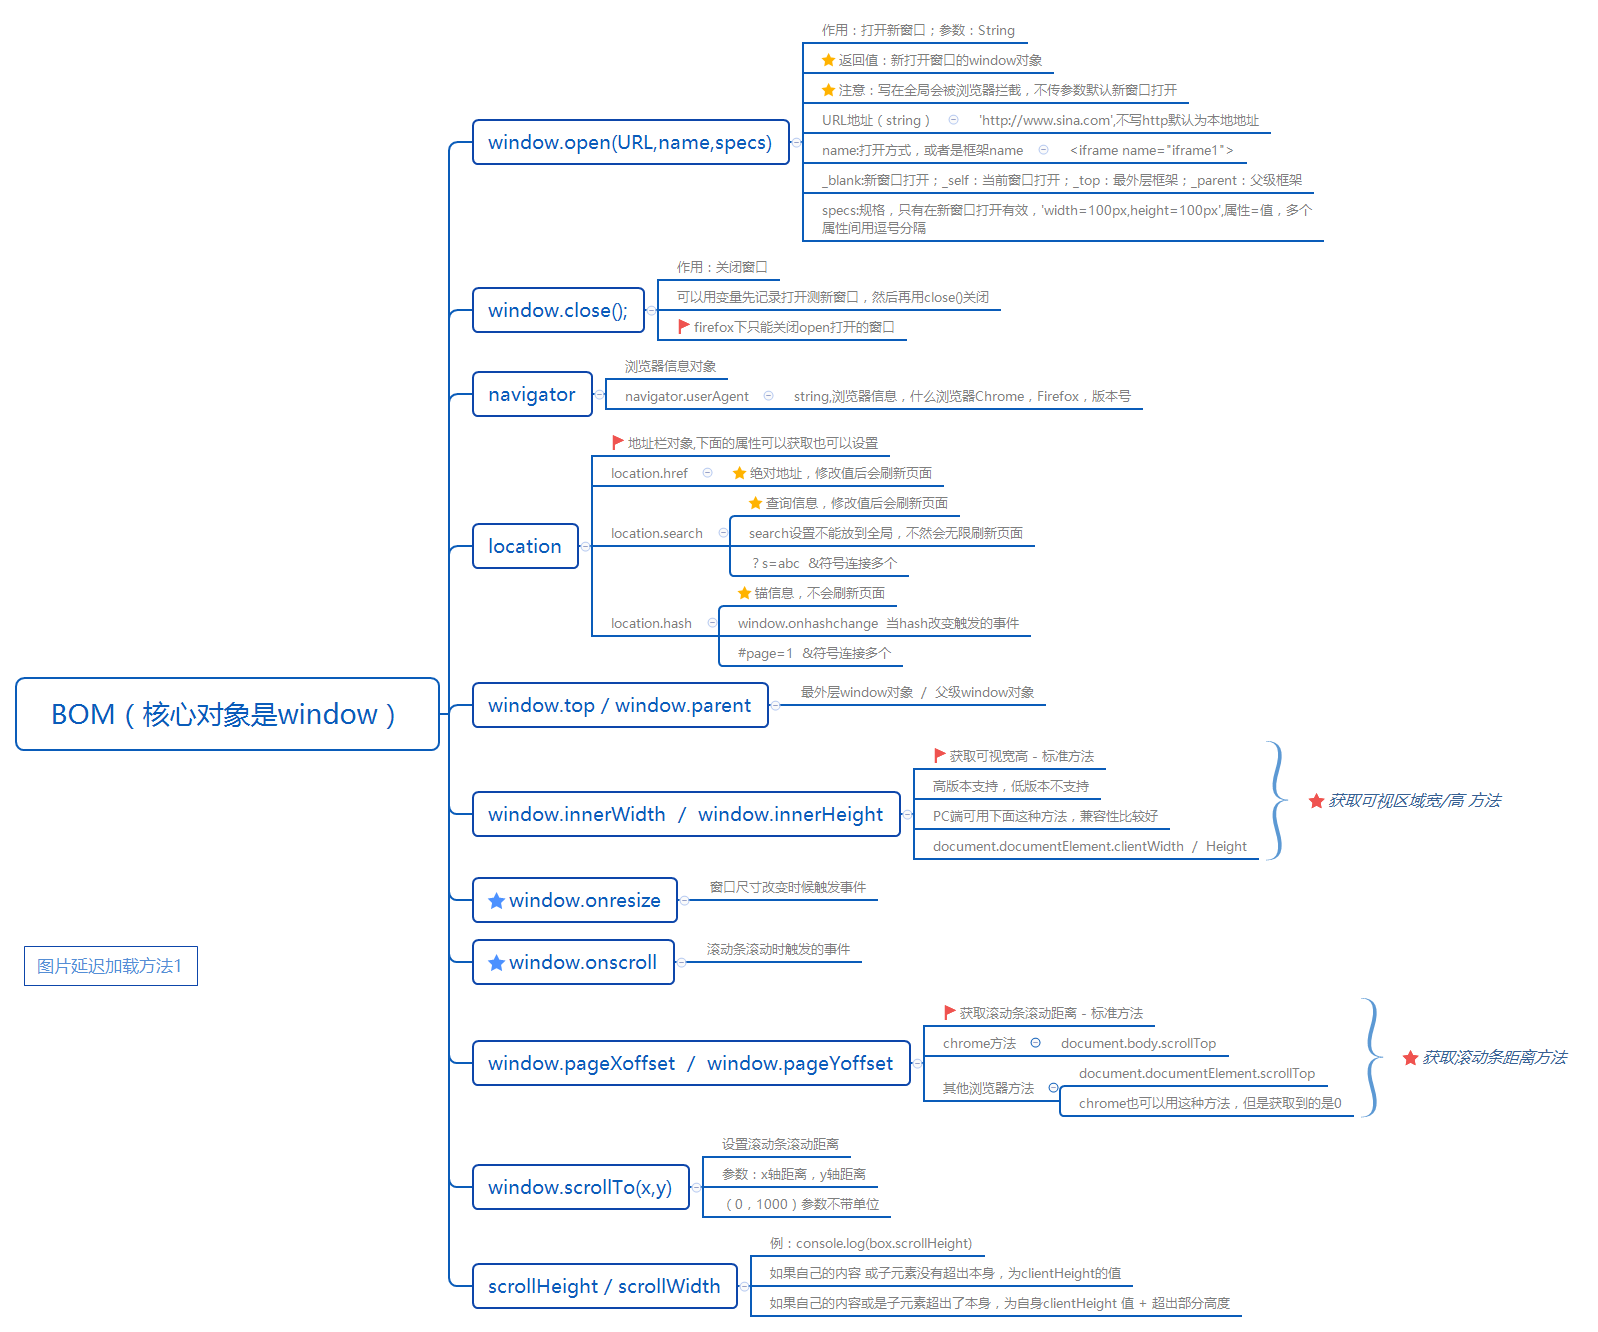 BOM（核心对象是window）
图片延迟加载方法1
window.open(URL,name,specs)
作用：打开新窗口；参数：String
返回值：新打开窗口的window对象
注意：写在全局会被浏览器拦截，不传参数默认新窗口打开
URL地址（string） 'http://www.sina.com',不写http默认为本地地址
name:打开方式，或者是框架name <iframe name="iframe1">
_blank:新窗口打开；_self：当前窗口打开；_top：最外层框架；_parent：父级框架
specs:规格，只有在新窗口打开有效，'width=100px,height=100px',属性=值，多个
属性间用逗号分隔
window.close();
作用：关闭窗口
可以用变量先记录打开测新窗口，然后再用close()关闭
firefox下只能关闭open打开的窗口
navigator
浏览器信息对象
navigator.userAgent string,浏览器信息，什么浏览器Chrome，Firefox，版本号
location
地址栏对象,下面的属性可以获取也可以设置
location.href 绝对地址，修改值后会刷新页面
location.search
查询信息，修改值后会刷新页面
search设置不能放到全局，不然会无限刷新页面
？s=abc &符号连接多个
location.hash
锚信息，不会刷新页面
window.onhashchange 当hash改变触发的事件
#page=1 &符号连接多个
window.top / window.parent
最外层window对象 / 父级window对象
window.innerWidth / window.innerHeight
获取可视宽高 - 标准方法
高版本支持，低版本不支持
PC端可用下面这种方法，兼容性比较好
document.documentElement.clientWidth / Height
获取可视区域宽/高 方法
window.onresize
窗口尺寸改变时候触发事件
window.onscroll
滚动条滚动时触发的事件
window.pageXoffset / window.pageYoffset
获取滚动条滚动距离 - 标准方法
chrome方法 document.body.scrollTop
其他浏览器方法
document.documentElement.scrollTop
chrome也可以用这种方法，但是获取到的是0
获取滚动条距离方法
window.scrollTo(x,y)
设置滚动条滚动距离
参数：x轴距离，y轴距离
（0，1000）参数不带单位
scrollHeight / scrollWidth
例：console.log(box.scrollHeight)
如果自己的内容 或子元素没有超出本身，为clientHeight的值
如果自己的内容或是子元素超出了本身，为自身clientHeight 值 + 超出部分高度